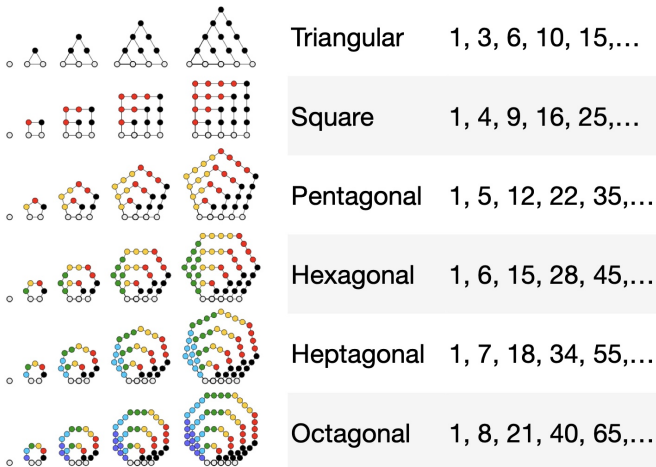 Triangular 1, 3, 6, 10, 15,...
Square 1, 4, 9, 16, 25,...
Pentagonal 1, 5, 12, 22, 35,...
Hexagonal 1, 6, 15, 28, 45,...
Heptagonal 1, 7, 18, 34, 55,...
Octagonal 1, 8, 21, 40, 65,...